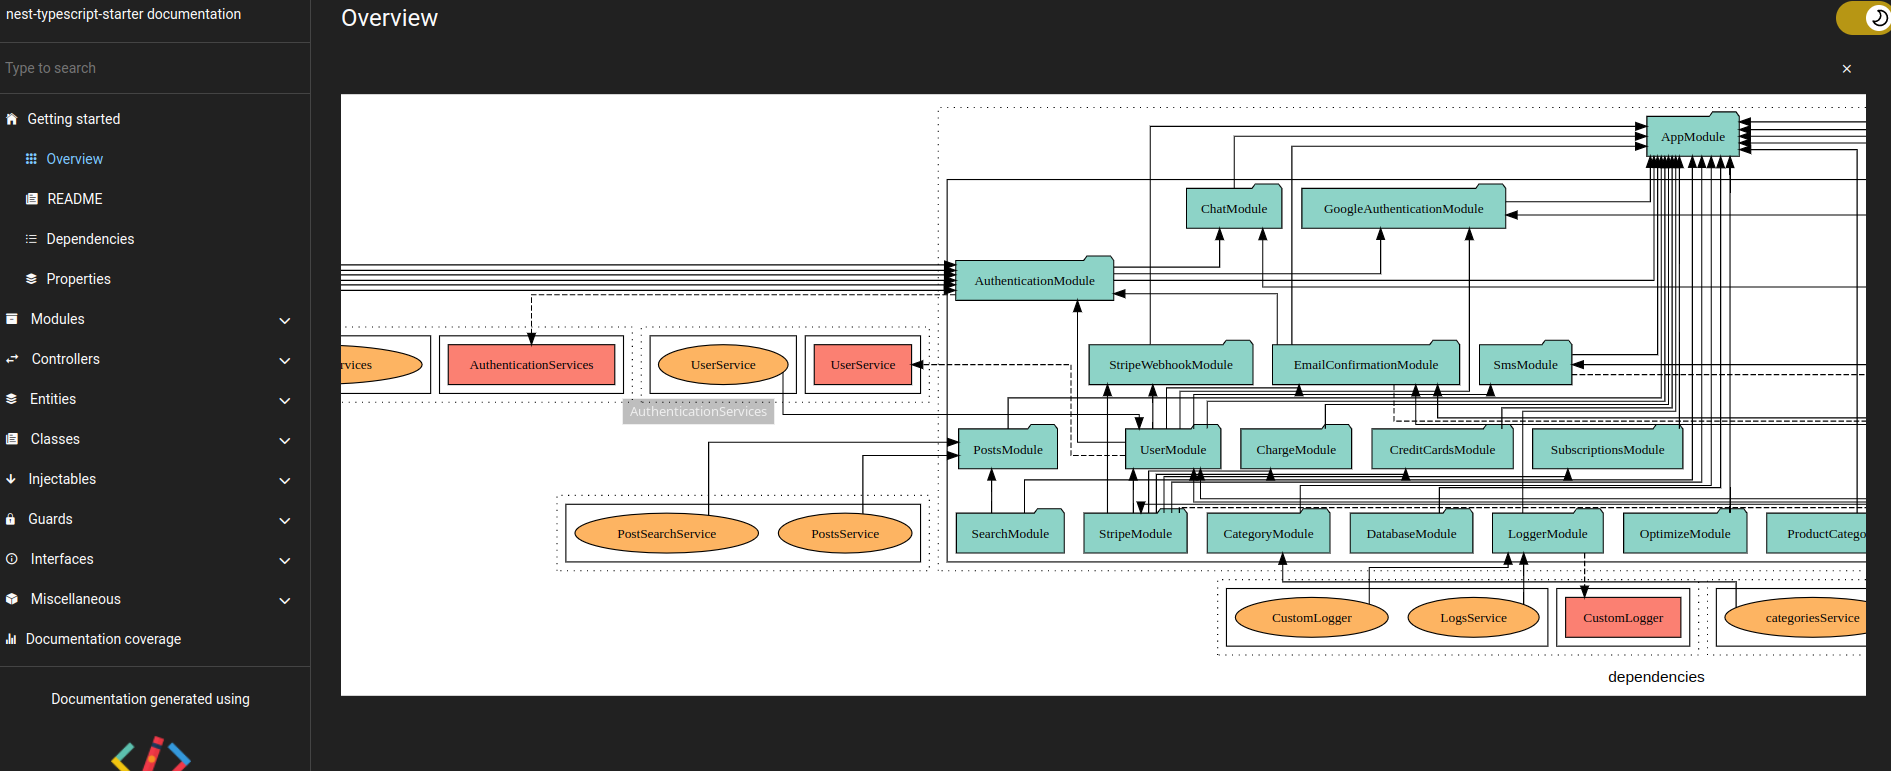 nest-typescript-starter documentation
Type to search
Getting started
Overview
README
Dependencies
Properties
Modules
Controllers
Entities
Classes
Injectables
Guards
Interfaces
Miscellaneous
Documentation coverage
Documentation generated using
Overview
×
AppModule
ChatModule
GoogleAuthenticationModule
AuthenticationModule
rvices
AuthenticationServices
UserService
UserService
StripeWebhookModule
EmailConfirmationModule
SmsModule
AuthenticationServices
PostsModule
UserModule
ChargeModule
CreditCardsModule
SubscriptionsModule
PostSearchService
PostsService
SearchModule
StripeModule
CategoryModule
DatabaseModule
LoggerModule
OptimizeModule
ProductCatego
CustomLogger
LogsService
CustomLogger
categoriesService
dependencies